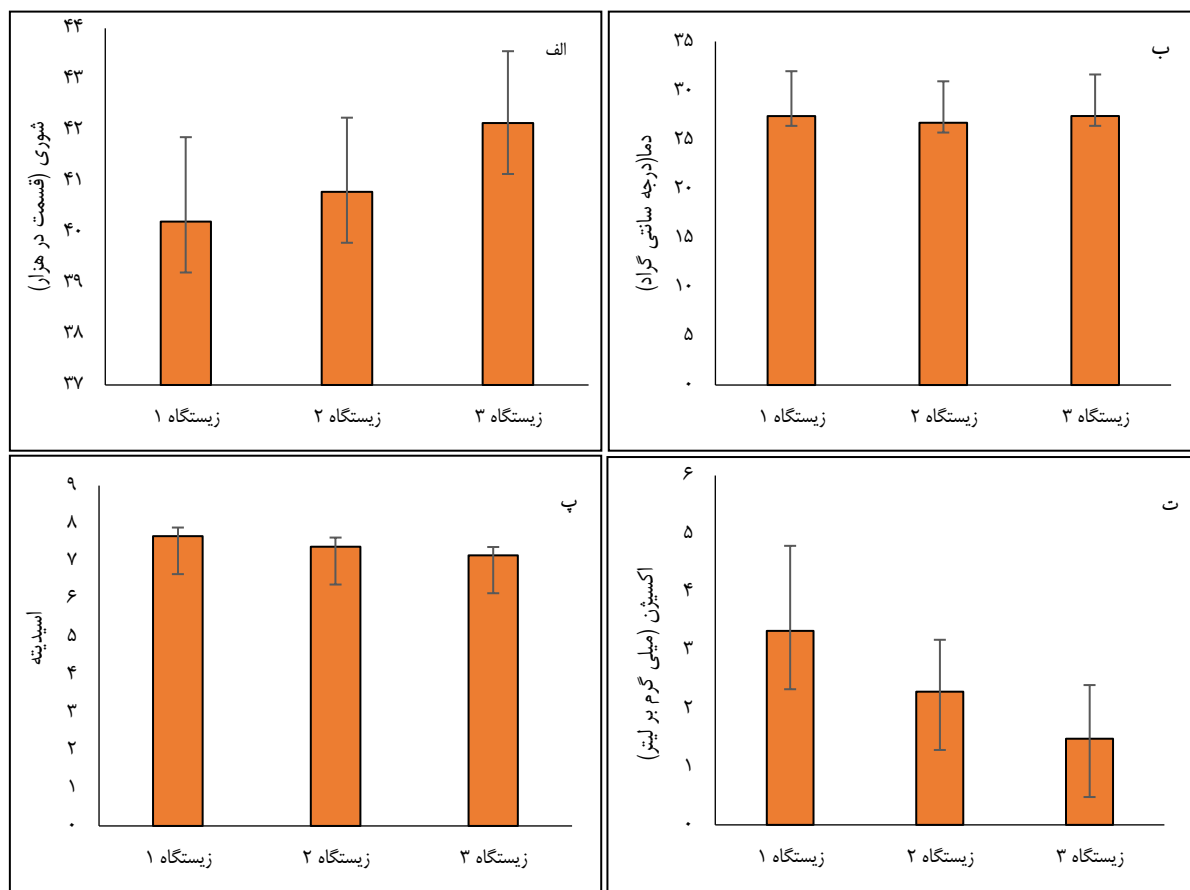 الف
شوری (قسمت در هزار)
۴۴
۴۳
۴۲
۴۱
۴۰
۳۹
۳۸
۳۷
زیستگاه ۱
زیستگاه ۲
زیستگاه ۳
ب
دما(درجه سانتی گراد)
۳۵
۳۰
۲۵
۲۰
۱۵
۱۰
۵
۰
زیستگاه ۱
زیستگاه ۲
زیستگاه ۳
پ
اسیدیته
۹
۸
۷
۶
۵
۴
۳
۲
۱
۰
زیستگاه ۱
زیستگاه ۲
زیستگاه ۳
ت
اکسیژن (میلی گرم بر لیتر)
۶
۵
۴
۳
۲
۱
۰
زیستگاه ۱
زیستگاه ۲
زیستگاه ۳